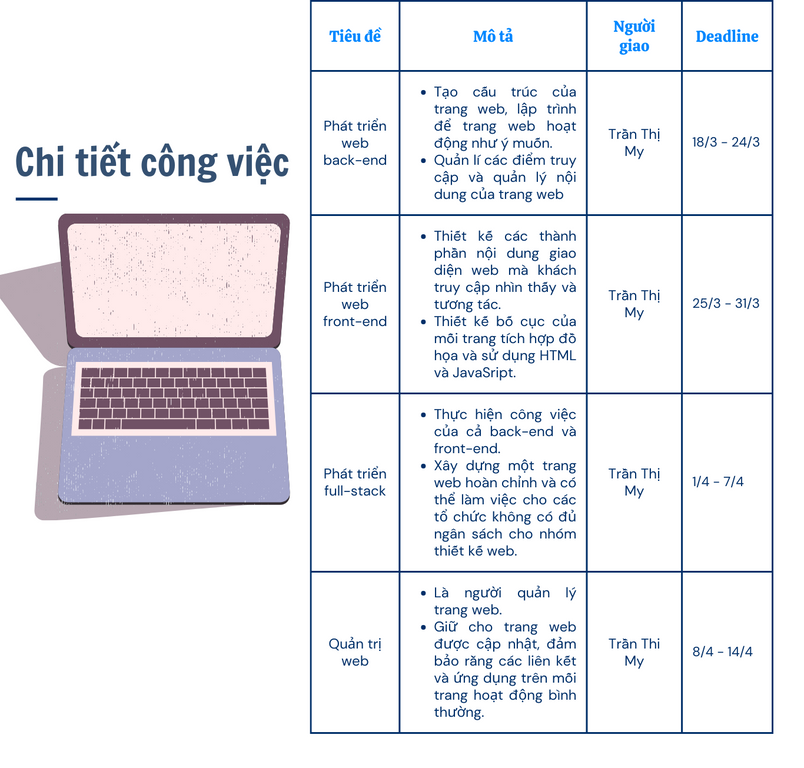 Chi tiết công việc
Tiêu đề
Mô tả
Người
giao
Deadline
Phát triển
web
back-end
• Tạo cấu trúc của
trang web, lập trình
để trang web hoạt
động như ý muốn.
• Quản lí các điểm truy
cập và quản lý nội
dung của trang web
Trần Thị
My
18/3 - 24/3
Phát triển
web
front-end
• Thiết kế các thành
phần nội dung giao
diện web mà khách
truy cập nhìn thấy và
tương tác.
• Thiết kế bố cục của
mỗi trang tích hợp đồ
họa và sử dụng HTML
và JavaSript.
Trần Thị
My
25/3 - 31/3
Phát triển
full-stack
• Thực hiện công việc
của cả back-end và
front-end.
• Xây dựng một trang
web hoàn chỉnh và có
thể làm việc cho các
tổ chức không có đủ
ngân sách cho nhóm
thiết kế web.
Trần Thị
My
1/4 - 7/4
Quản trị
web
• Là người quản lý
trang web.
• Giữ cho trang web
được cập nhật, đảm
bảo rằng các liên kết
và ứng dụng trên mỗi
trang hoạt động bình
thường.
Trần Thi
My
8/4 - 14/4